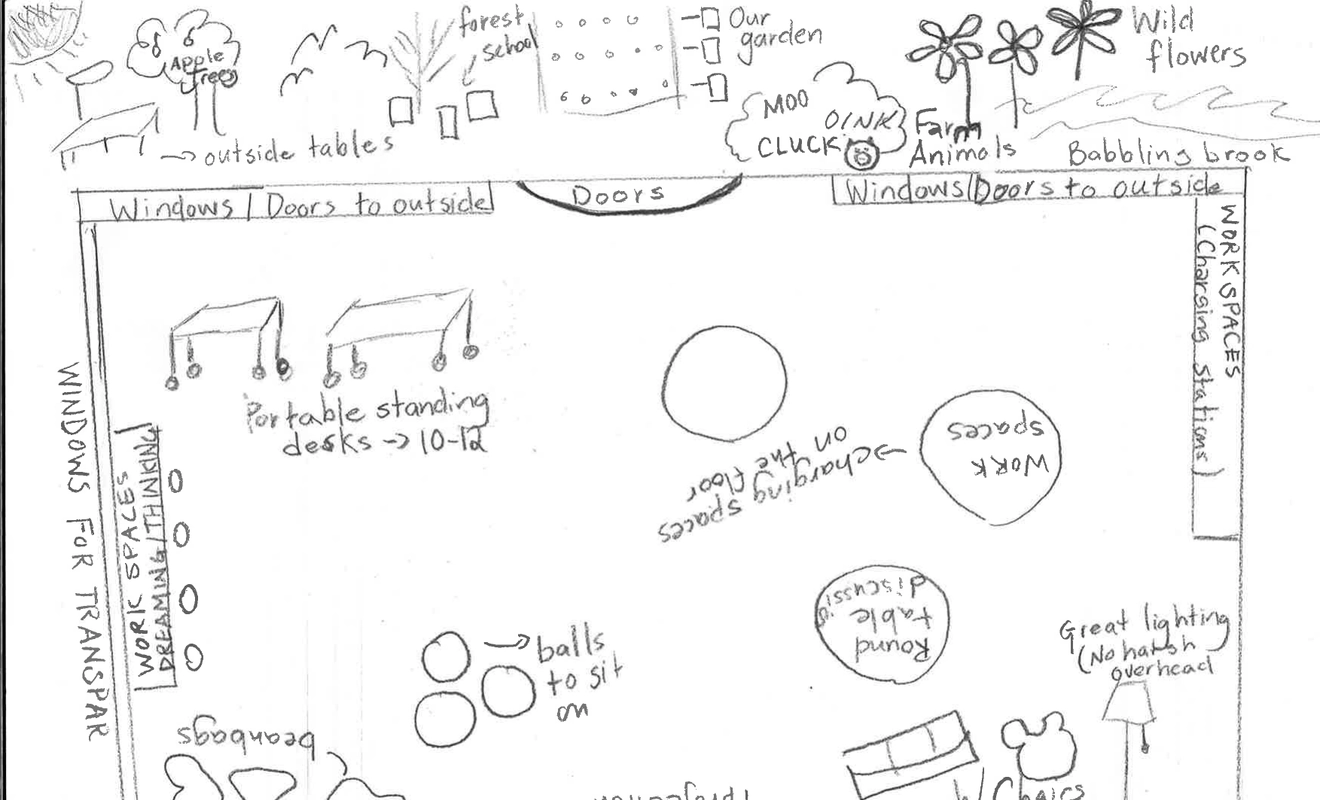 Apple
Trees
forest
school
Our
garden
Wild
flowers
MOO
OINK
CLUCK
Farm
Animals
Babbling brook
outside tables
Windows | Doors to outside
Doors
Windows | Doors to outside
WORKSPACES
(Charging stations)
Portable standing
desks → 10-12
WINDOWS FOR TRANSPAR
WORK SPACES
DREAMING/THINKING
Work
spaces
→ charging spaces
on the floor
Round
table
discussi
Great lighting
(No harsh
overhead
balls
to sit
on
beanbags
W/ Chairs